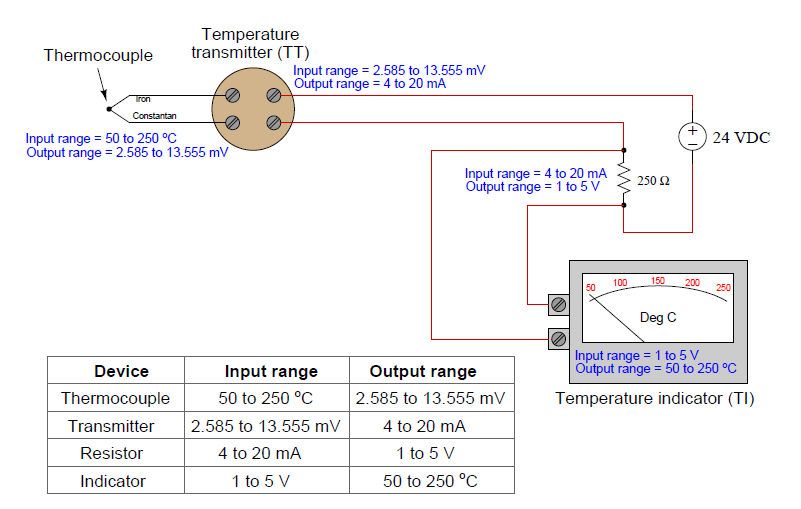 Temperature
transmitter (TT)
Thermocouple
Input range = 2.585 to 13.555 mV
Output range = 4 to 20 mA
Iron
Constantan
Input range = 50 to 250 ºC
Output range = 2.585 to 13.555 mV
+
−
24 VDC
Input range = 4 to 20 mA
Output range = 1 to 5 V
250 Ω
50 100 150 200 250
Deg C
Input range = 1 to 5 V
Output range = 50 to 250 ºC
Temperature indicator (TI)
Device Input range Output range
Thermocouple 50 to 250 ºC 2.585 to 13.555 mV
Transmitter 2.585 to 13.555 mV 4 to 20 mA
Resistor 4 to 20 mA 1 to 5 V
Indicator 1 to 5 V 50 to 250 ºC